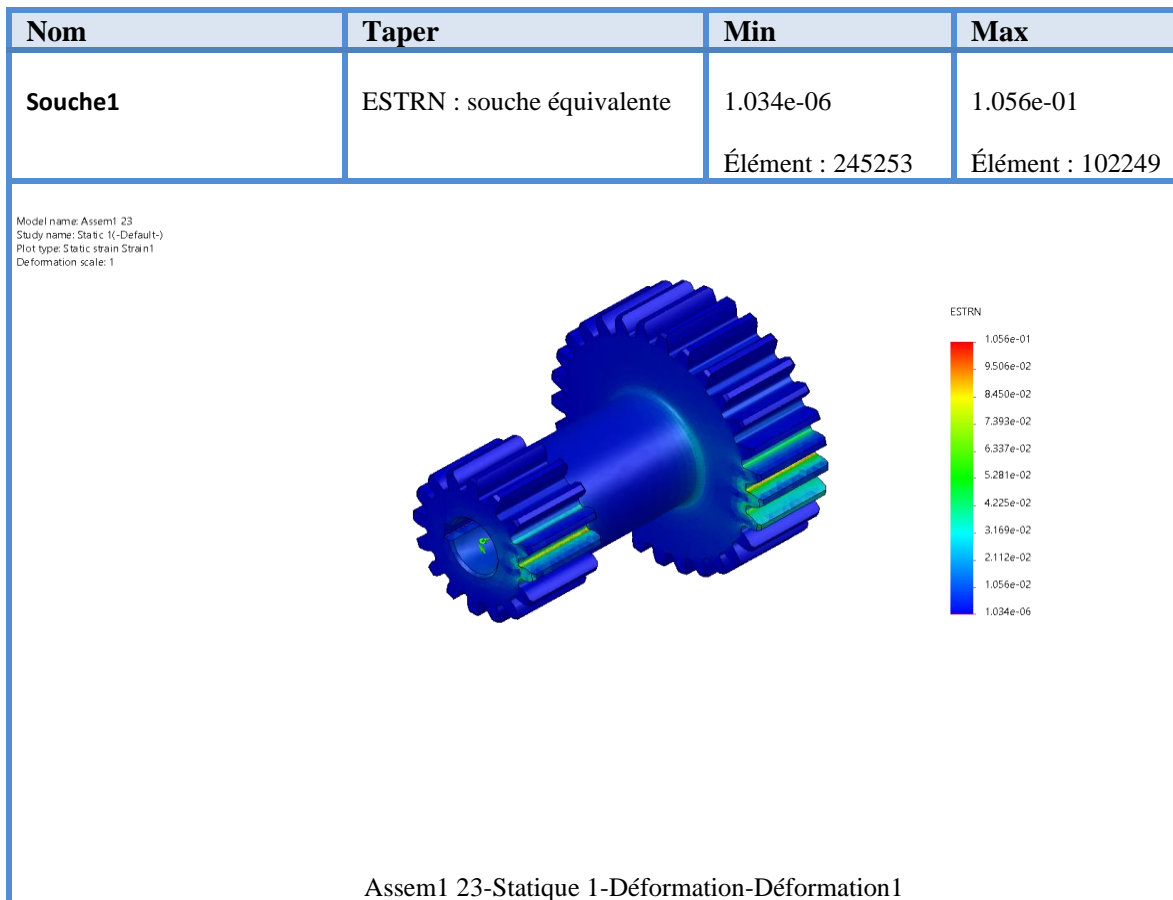 Nom Taper Min Max
Souche1 ESTRN : souche équivalente 1.034e-06 1.056e-01
Élément : 245253 Élément : 102249
Model name: Assem1 23
Study name: Static 1(-Default-)
Plot type: Static strain Strain1
Deformation scale: 1
ESTRN
1.056e-01
9.506e-02
8.450e-02
7.393e-02
6.337e-02
5.281e-02
4.225e-02
3.169e-02
2.112e-02
1.056e-02
1.034e-06
Assem1 23-Statique 1-Déformation-Déformation1